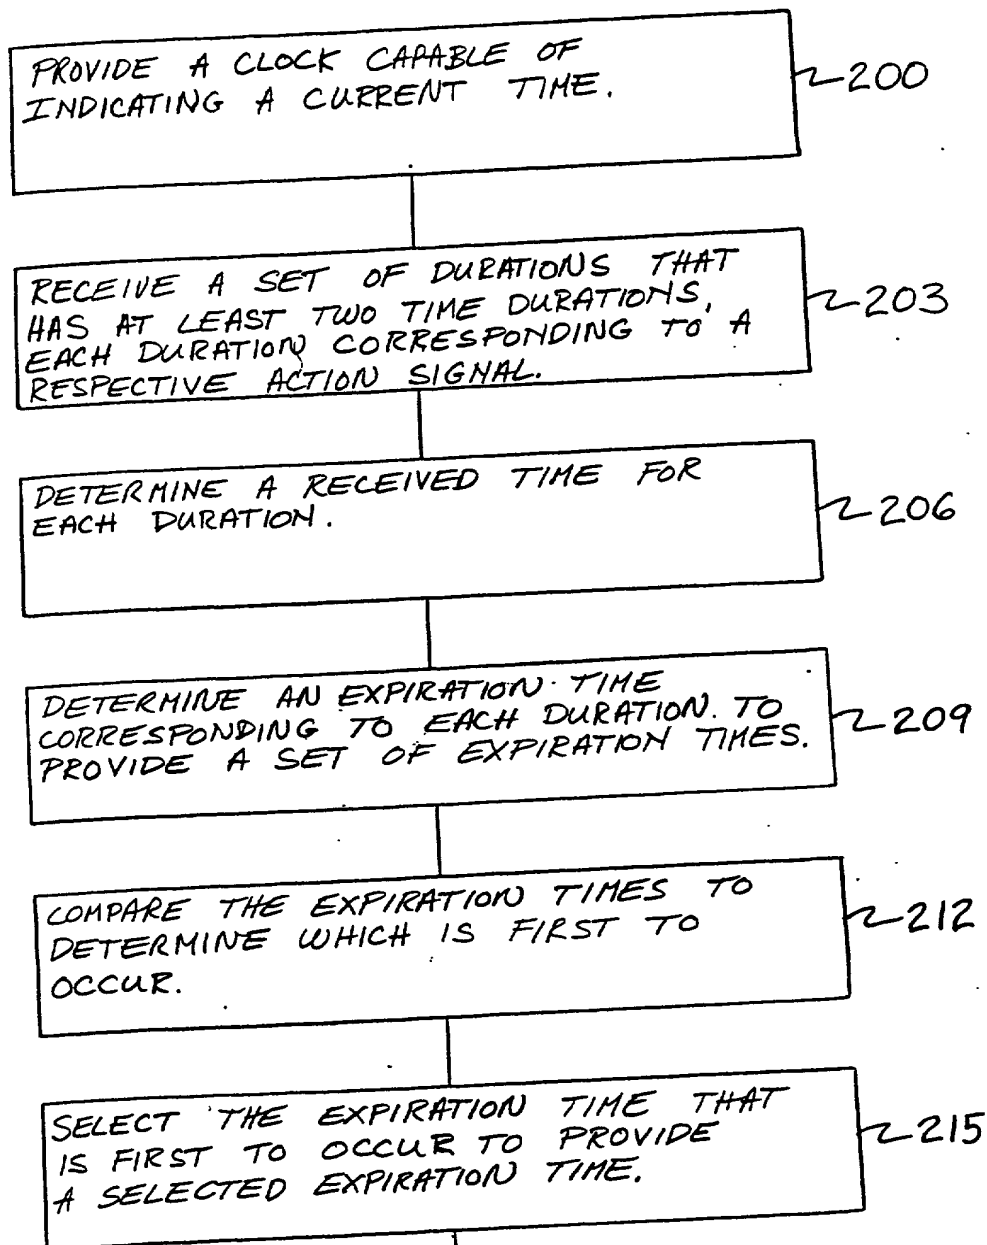 PROVIDE A CLOCK CAPABLE OF
INDICATING A CURRENT TIME.
200
RECEIVE A SET OF DURATIONS THAT
HAS AT LEAST TWO TIME DURATIONS,
EACH DURATION CORRESPONDING TO A
RESPECTIVE ACTION SIGNAL.
203
DETERMINE A RECEIVED TIME FOR
EACH DURATION.
206
DETERMINE AN EXPIRATION TIME
CORRESPONDING TO EACH DURATION. TO
PROVIDE A SET OF EXPIRATION TIMES.
209
COMPARE THE EXPIRATION TIMES TO
DETERMINE WHICH IS FIRST TO
OCCUR.
212
SELECT THE EXPIRATION TIME THAT
IS FIRST TO OCCUR TO PROVIDE
A SELECTED EXPIRATION TIME.
215